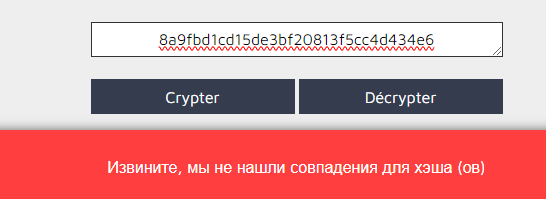 8a9fbd1cd15de3bf20813f5cc4d434e6
Crypter Décrypter
Извините, мы не нашли совпадения для хэша (ов)